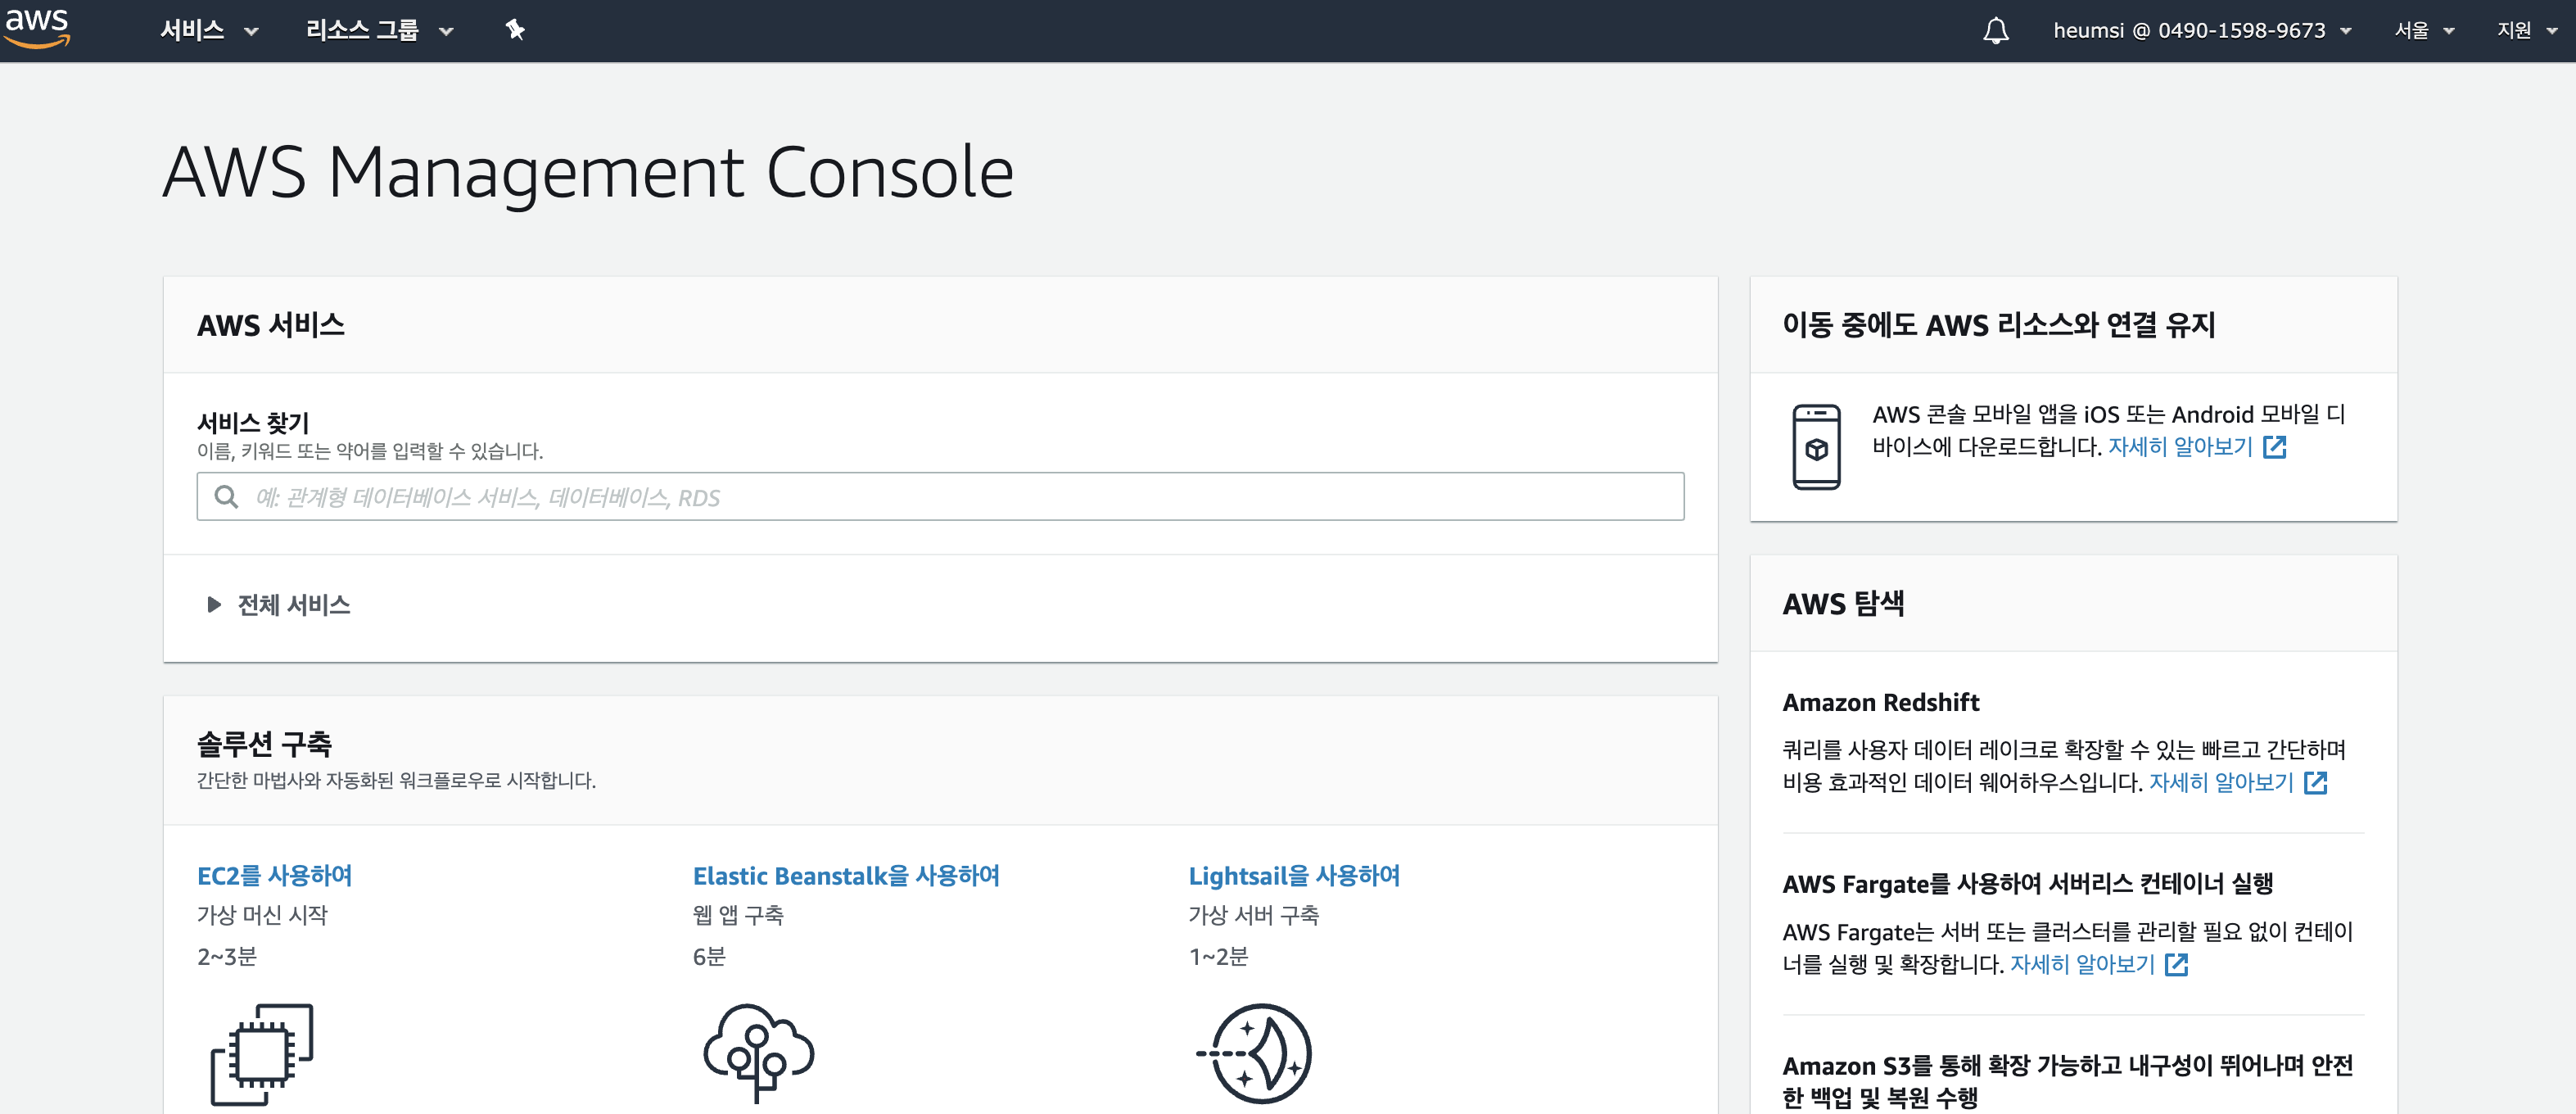 aws
서비스
리소스 그룹
heumsi @ 0490-1598-9673
서울
지원
AWS Management Console
AWS 서비스
서비스 찾기
이름, 키워드 또는 약어를 입력할 수 있습니다.
예: 관계형 데이터베이스 서비스, 데이터베이스, RDS
전체 서비스
솔루션 구축
간단한 마법사와 자동화된 워크플로우로 시작합니다.
EC2를 사용하여
가상 머신 시작
2~3분
Elastic Beanstalk을 사용하여
웹 앱 구축
6분
Lightsail을 사용하여
가상 서버 구축
1~2분
이동 중에도 AWS 리소스와 연결 유지
AWS 콘솔 모바일 앱을 iOS 또는 Android 모바일 디
바이스에 다운로드합니다. 자세히 알아보기
AWS 탐색
Amazon Redshift
쿼리를 사용자 데이터 레이크로 확장할 수 있는 빠르고 간단하며
비용 효과적인 데이터 웨어하우스입니다. 자세히 알아보기
AWS Fargate를 사용하여 서버리스 컨테이너 실행
AWS Fargate는 서버 또는 클러스터를 관리할 필요 없이 컨테이
너를 실행 및 확장합니다. 자세히 알아보기
Amazon S3를 통해 확장 가능하고 내구성이 뛰어나며 안전
한 백업 및 복원 수행